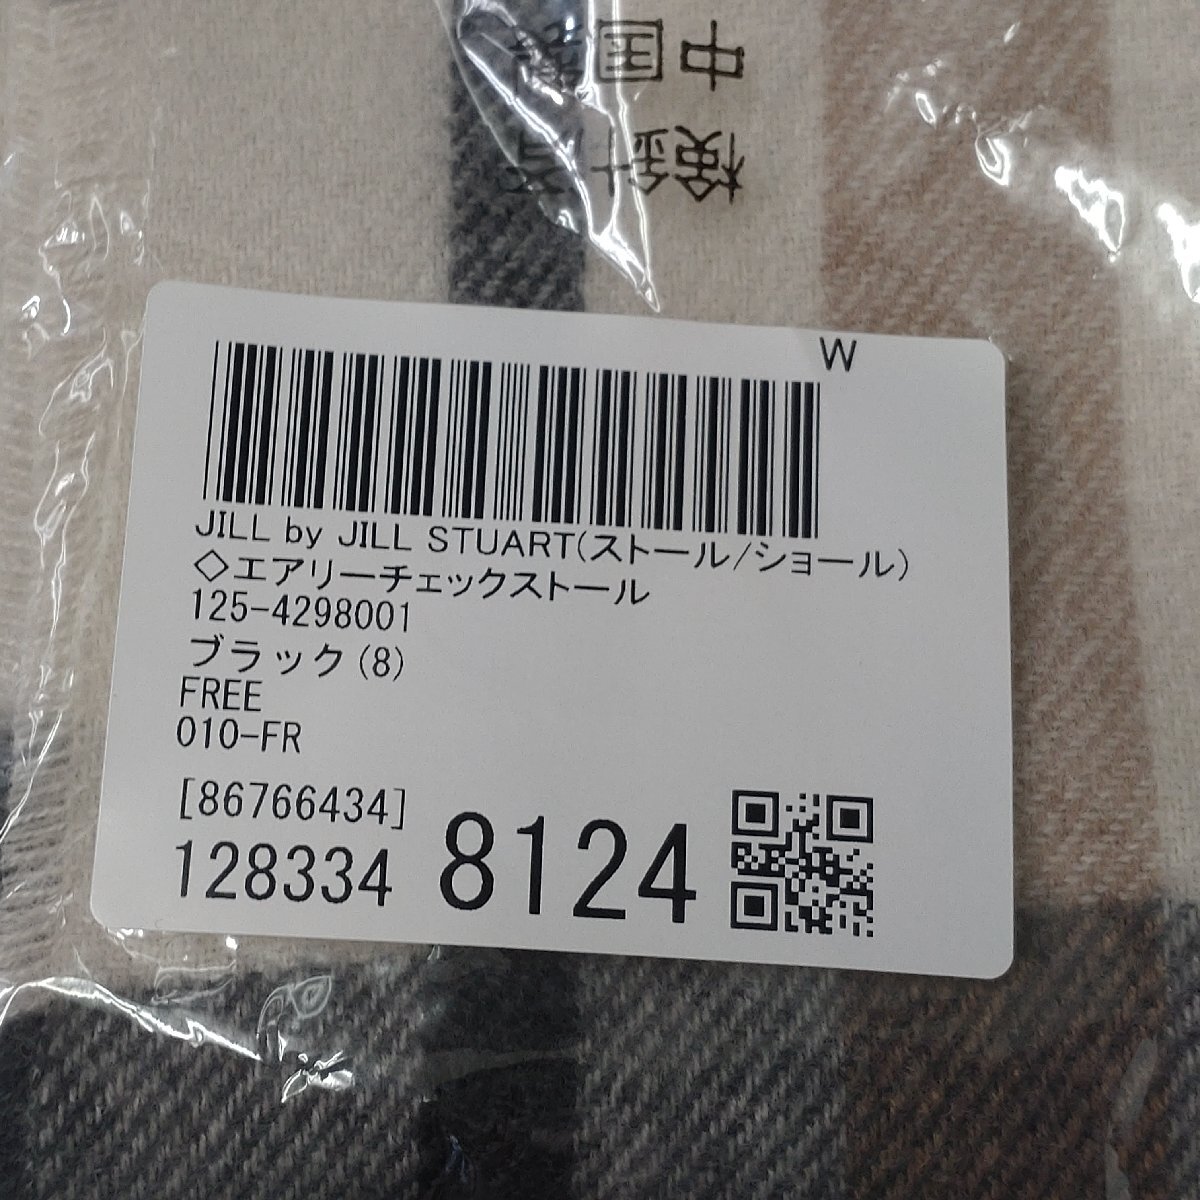 中国製
検針済
W
JILL by JILL STUART(ストール/ショール)
◇エアリーチェックストール
125-4298001
ブラック(8)
FREE
010-FR
[86766434]
128334 8124